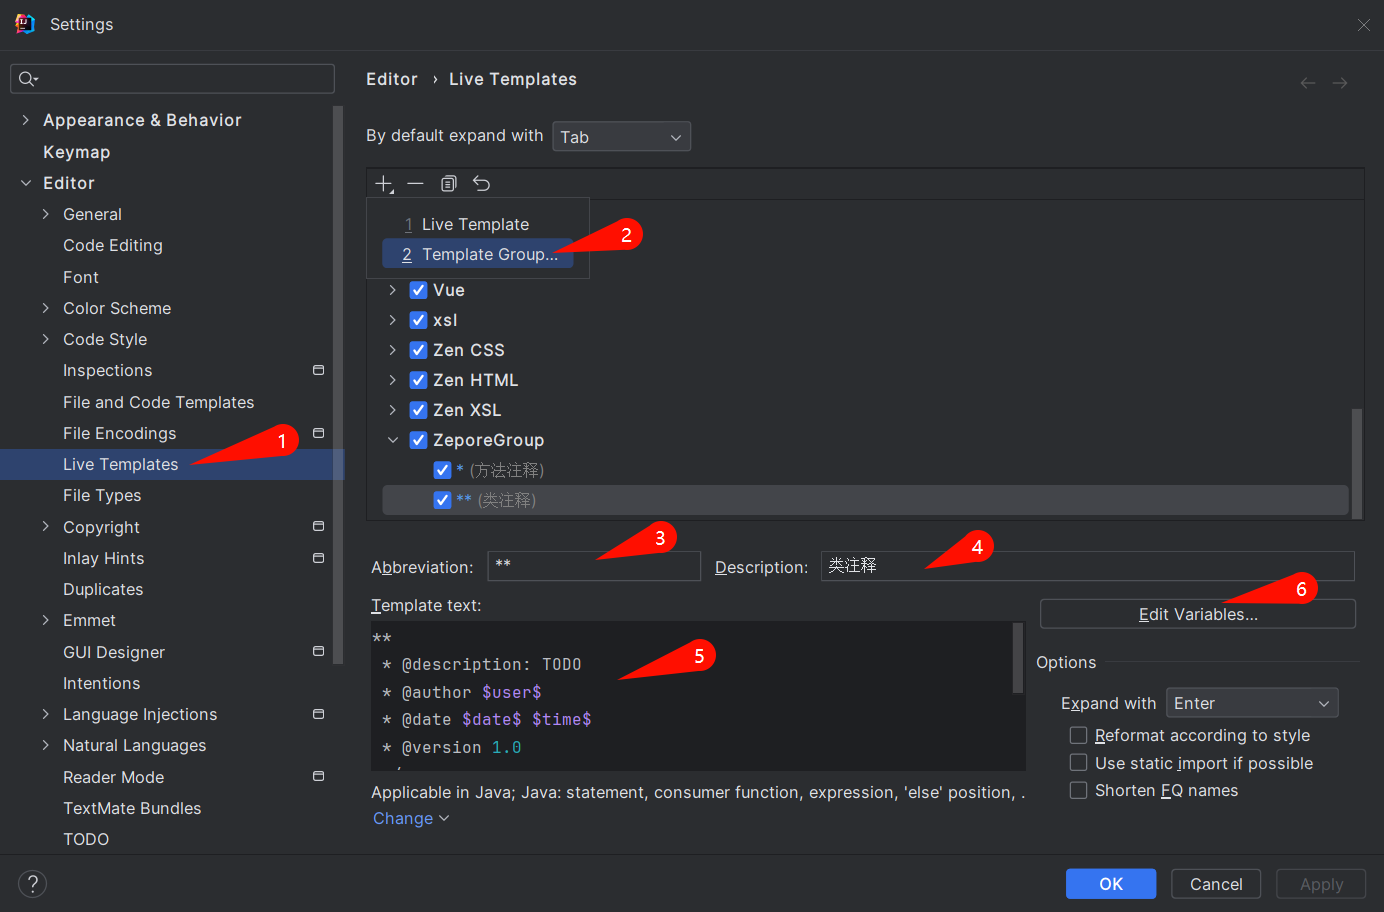 Settings
Appearance & Behavior
Keymap
Editor
General
Code Editing
Font
Color Scheme
Code Style
Inspections
File and Code Templates
File Encodings
1
Live Templates
File Types
Copyright
Inlay Hints
Duplicates
Emmet
GUI Designer
Intentions
Language Injections
Natural Languages
Reader Mode
TextMate Bundles
TODO
Editor › Live Templates
By default expand with Tab
1 Live Template
2 Template Group...
2
Vue
xsl
Zen CSS
Zen HTML
Zen XSL
ZeporeGroup
* (方法注释)
** (类注释)
3
4
Abbreviation: **
Description: 类注释
6
Template text:
Edit Variables...
**
* @description: TODO
5
* @author $user$
* @date $date$ $time$
* @version 1.0
Options
Expand with Enter
Reformat according to style
Use static import if possible
Shorten FQ names
Applicable in Java; Java: statement, consumer function, expression, 'else' position, .
Change
?
OK
Cancel
Apply